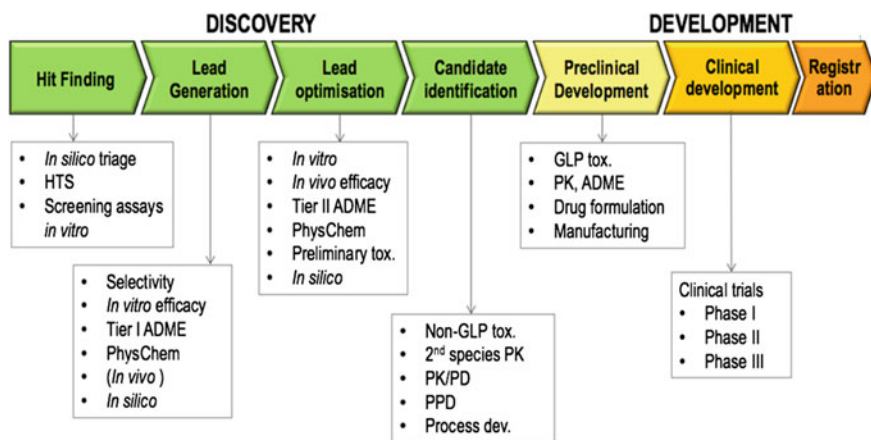 DISCOVERY
DEVELOPMENT
Hit Finding
Lead
Generation
Lead
optimisation
Candidate
identification
Preclinical
Development
Clinical
development
Registr
ation
• In silico triage
• HTS
• Screening assays
in vitro
• Selectivity
• In vitro efficacy
• Tier I ADME
• PhysChem
• (In vivo )
• In silico
• In vitro
• In vivo efficacy
• Tier II ADME
• PhysChem
• Preliminary tox.
• In silico
• Non-GLP tox.
• 2nd species PK
• PK/PD
• PPD
• Process dev.
• GLP tox.
• PK, ADME
• Drug formulation
• Manufacturing
Clinical trials
• Phase I
• Phase II
• Phase III